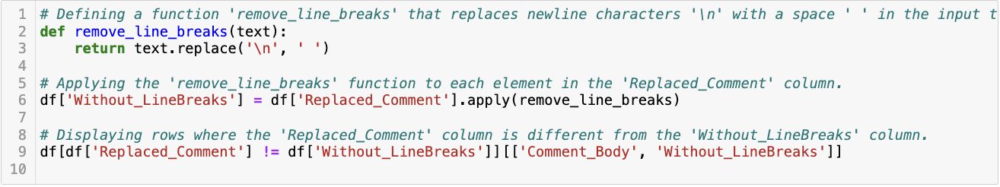 1 # Defining a function 'remove_line_breaks' that replaces newline characters '\n' with a space ' ' in the input t
2 def remove_line_breaks(text):
3     return text.replace('\n', ' ')
4
5 # Applying the 'remove_line_breaks' function to each element in the 'Replaced_Comment' column.
6 df['Without_LineBreaks'] = df['Replaced_Comment'].apply(remove_line_breaks)
7
8 # Displaying rows where the 'Replaced_Comment' column is different from the 'Without_LineBreaks' column.
9 df[df['Replaced_Comment'] != df['Without_LineBreaks']][['Comment_Body', 'Without_LineBreaks']]
10